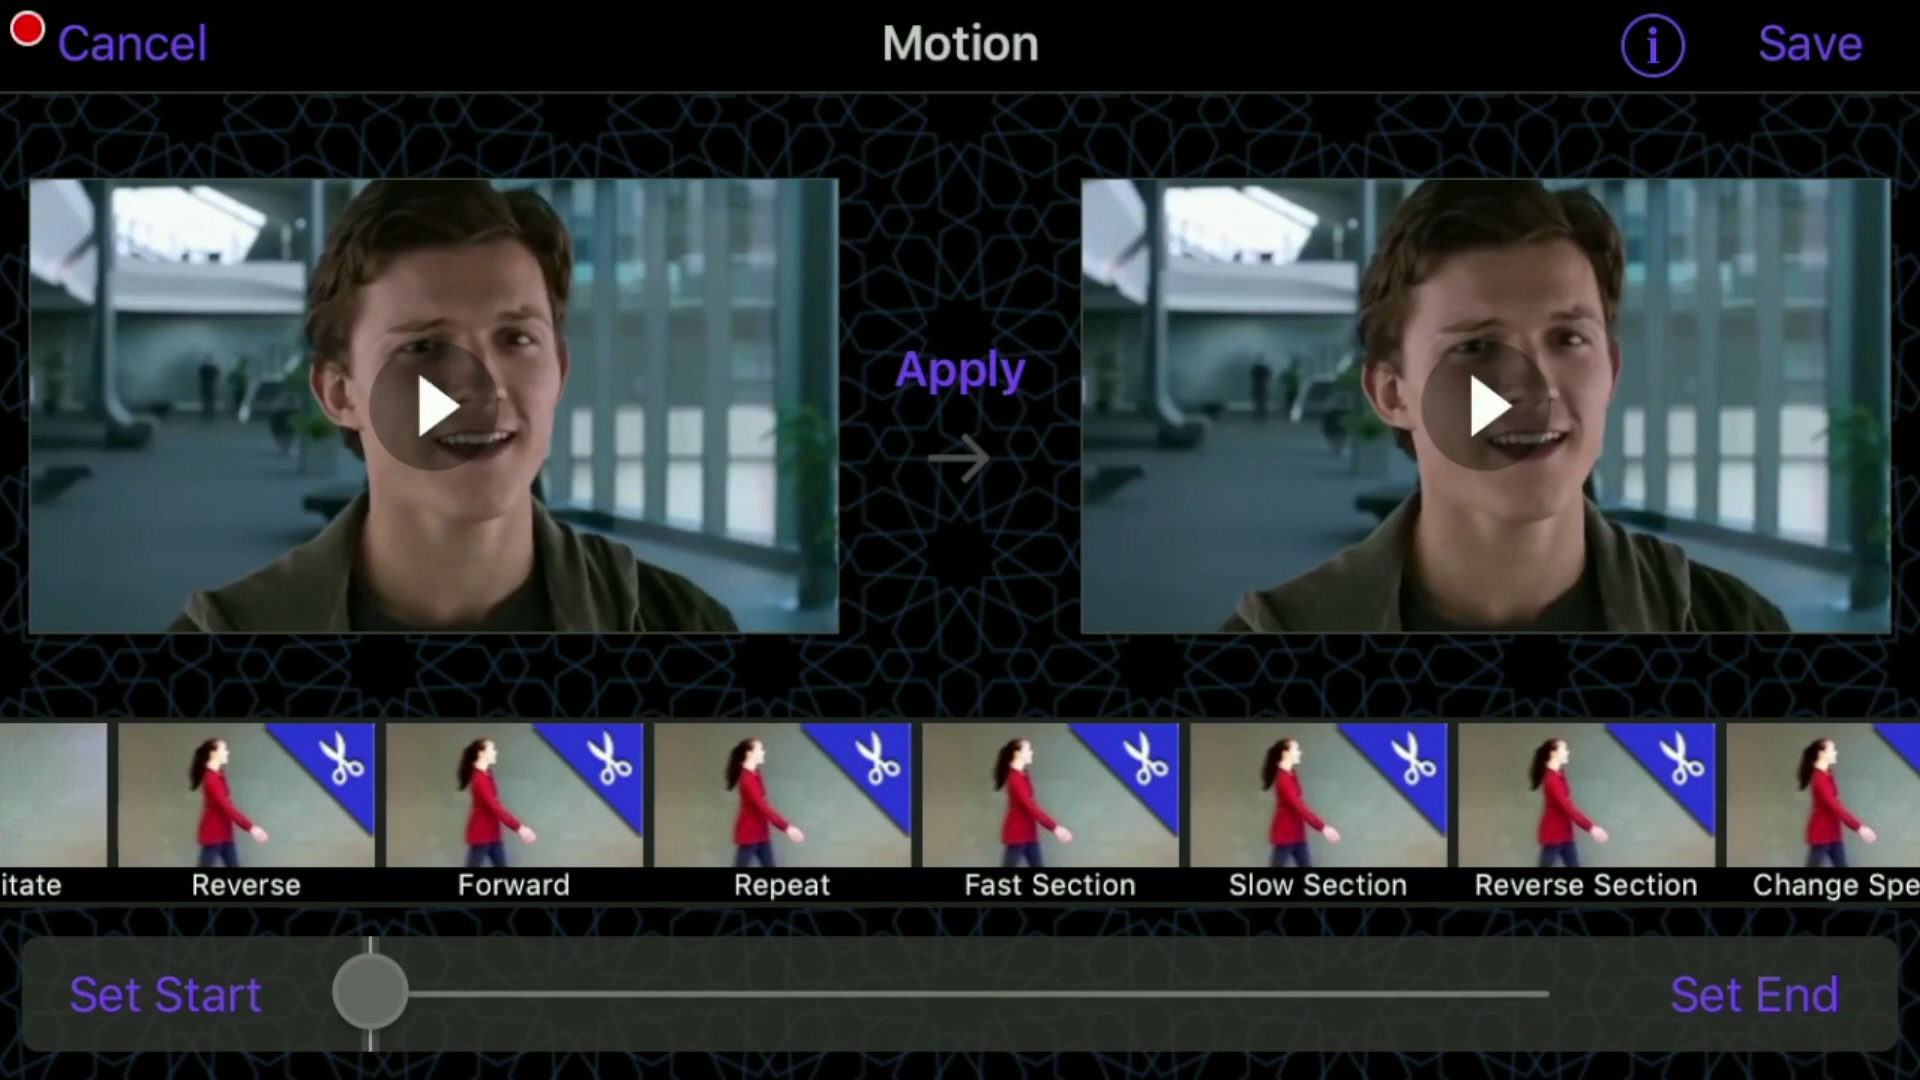 Cancel
Motion
i
Save
Apply
itate
Reverse
Forward
Repeat
Fast Section
Slow Section
Reverse Section
Change Spe
Set Start
Set End